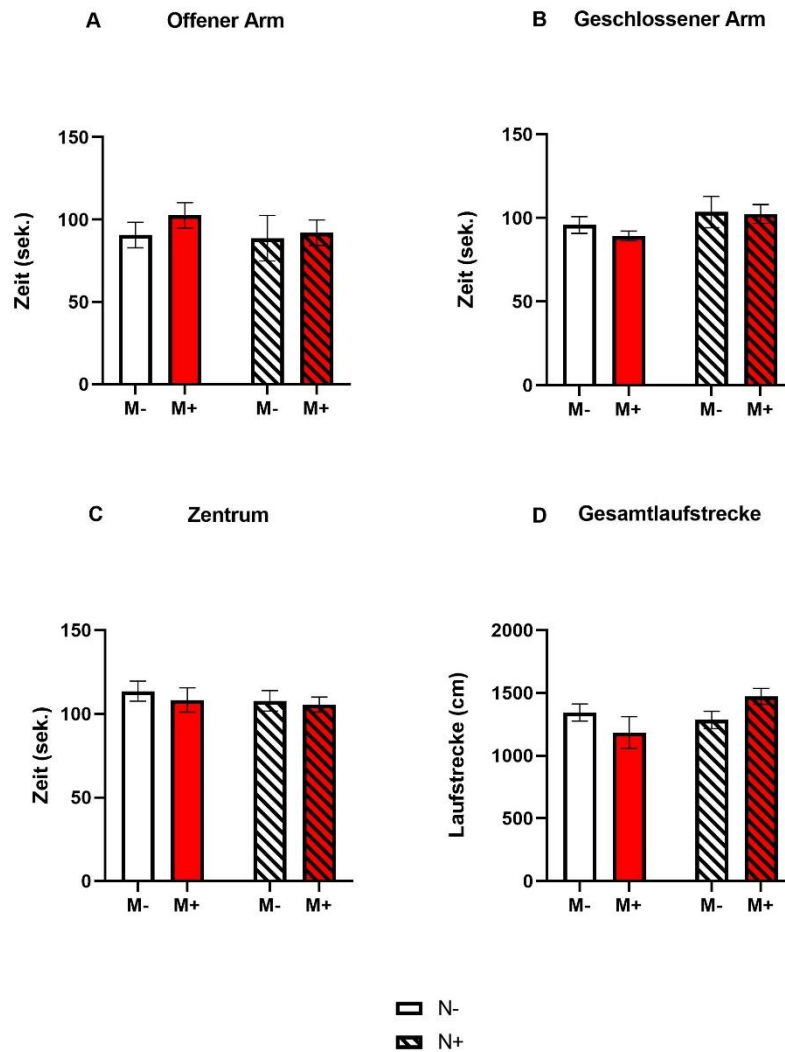 A Offener Arm
Zeit (sek.)
150
100
50
0
M- M+ M- M+
B Geschlossener Arm
Zeit (sek.)
150
100
50
0
M- M+ M- M+
C Zentrum
Zeit (sek.)
150
100
50
0
M- M+ M- M+
D Gesamtlaufstrecke
Laufstrecke (cm)
2000
1500
1000
500
0
M- M+ M- M+
N-
N+